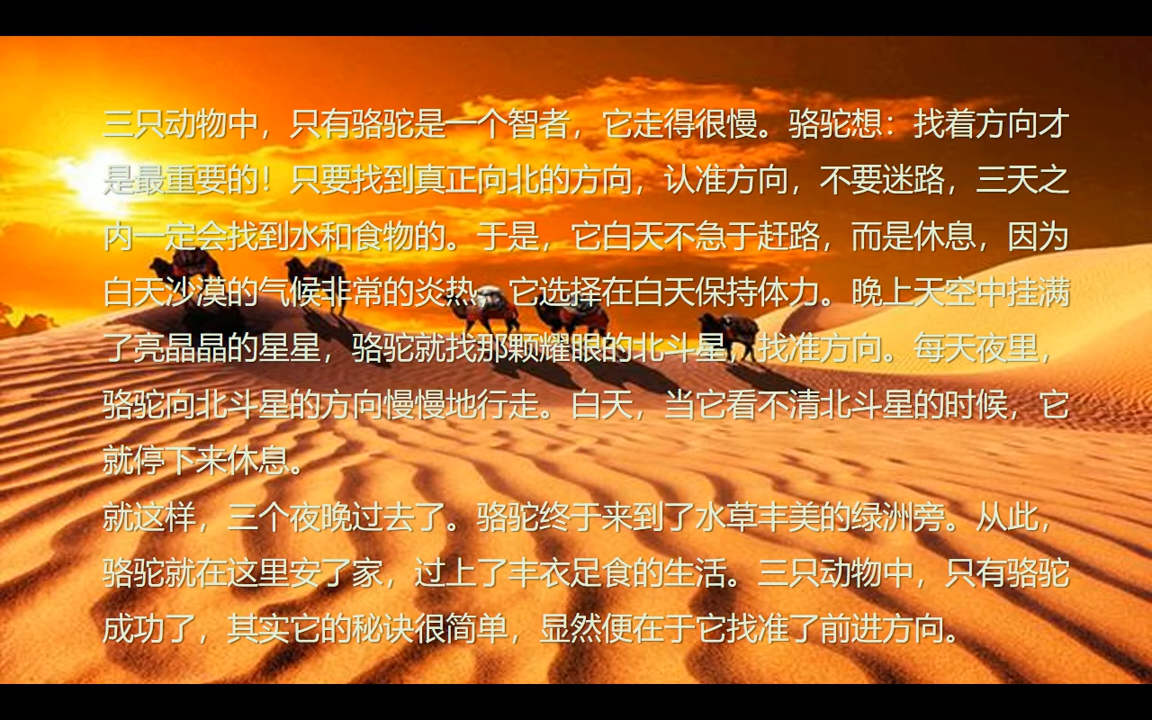 三只动物中，只有骆驼是一个智者，它走得很慢。骆驼想：找着方向才
是最重要的！只要找到真正向北的方向，认准方向，不要迷路，三天之
内一定会找到水和食物的。于是，它白天不急于赶路，而是休息，因为
白天沙漠的气候非常的炎热，它选择在白天保持体力。晚上天空中挂满
了亮晶晶的星星，骆驼就找那颗耀眼的北斗星，找准方向。每天夜里，
骆驼向北斗星的方向慢慢地行走。白天，当它看不清北斗星的时候，它
就停下来休息。
就这样，三个夜晚过去了。骆驼终于来到了水草丰美的绿洲旁。从此，
骆驼就在这里安了家，过上了丰衣足食的生活。三只动物中，只有骆驼
成功了，其实它的秘诀很简单，显然便在于它找准了前进方向。